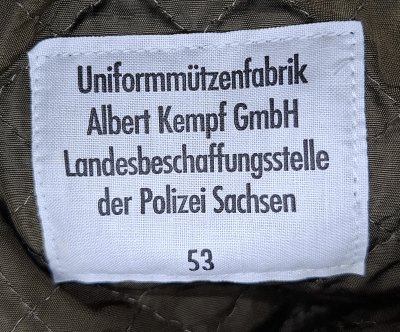 Uniformmützenfabrik
Albert Kempf GmbH
Landesbeschaffungsstelle
der Polizei Sachsen
53